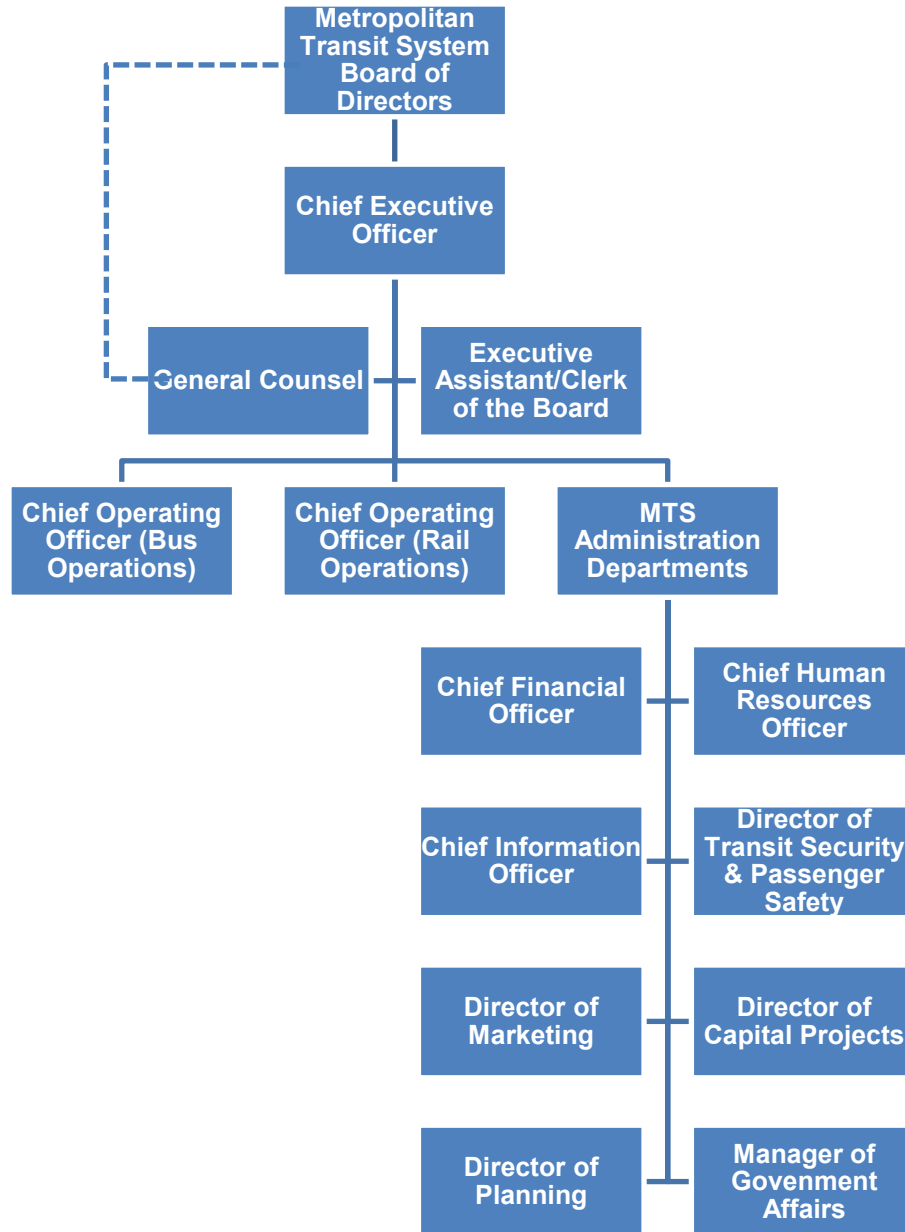 Metropolitan
Transit System
Board of
Directors
Chief Executive
Officer
General Counsel
Executive
Assistant/Clerk
of the Board
Chief Operating
Officer (Bus
Operations)
Chief Operating
Officer (Rail
Operations)
MTS
Administration
Departments
Chief Financial
Officer
Chief Human
Resources
Officer
Chief Information
Officer
Director of
Transit Security
& Passenger
Safety
Director of
Marketing
Director of
Capital Projects
Director of
Planning
Manager of
Govenment
Affairs